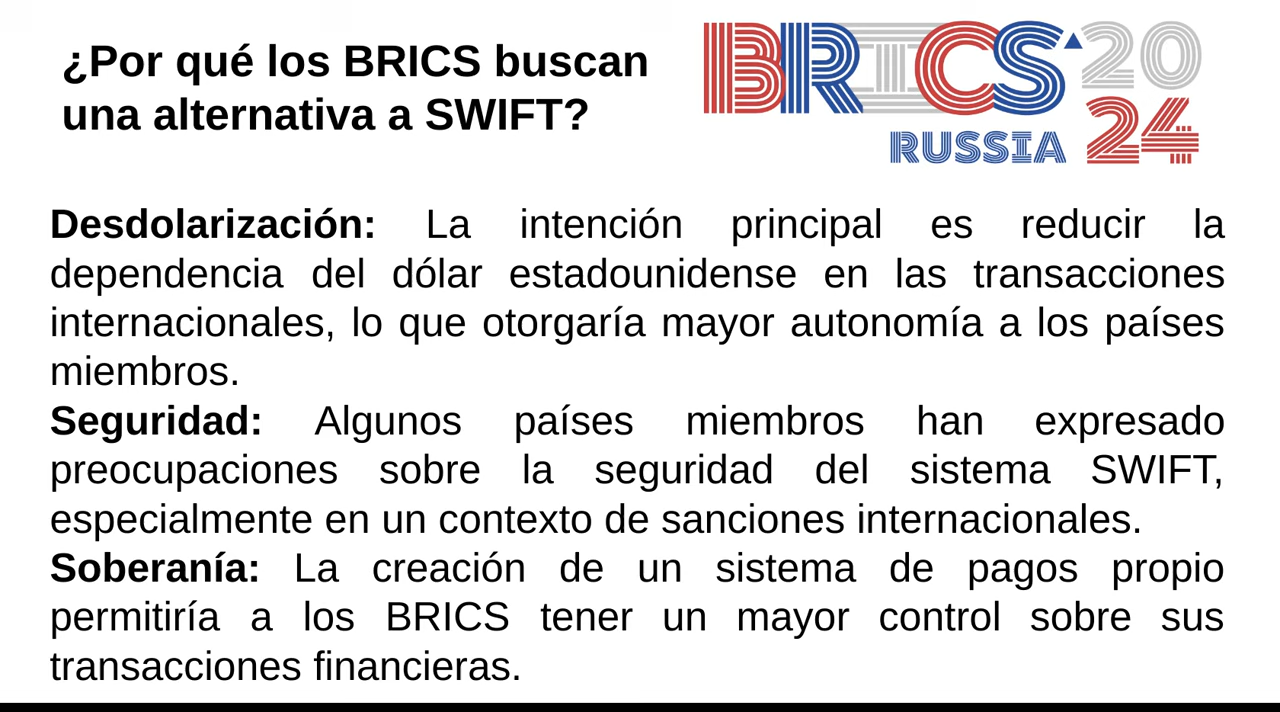 ¿Por qué los BRICS buscan
una alternativa a SWIFT?
BRICS 20
RUSSIA 24
Desdolarización: La intención principal es reducir la
dependencia del dólar estadounidense en las transacciones
internacionales, lo que otorgaría mayor autonomía a los países
miembros.
Seguridad: Algunos países miembros han expresado
preocupaciones sobre la seguridad del sistema SWIFT,
especialmente en un contexto de sanciones internacionales.
Soberanía: La creación de un sistema de pagos propio
permitiría a los BRICS tener un mayor control sobre sus
transacciones financieras.